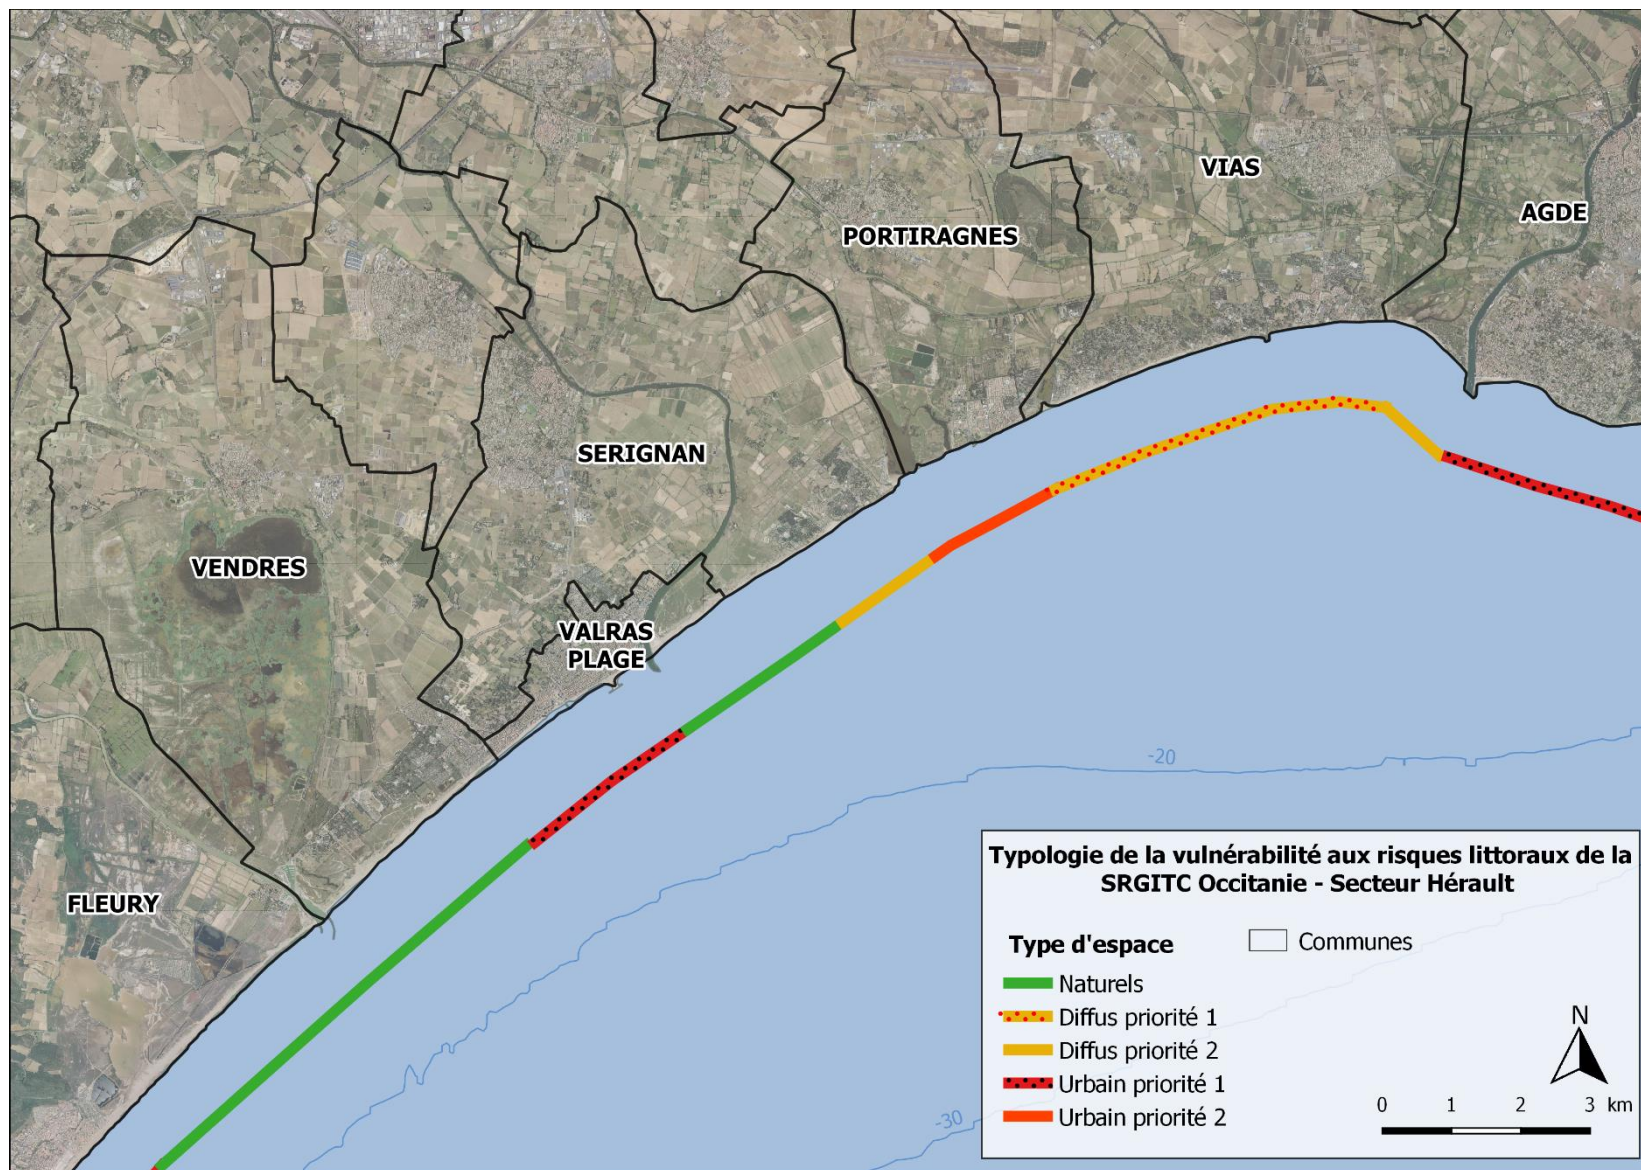 VIAS
AGDE
PORTIRAGNES
SERIGNAN
VENDRES
VALRAS
PLAGE
FLEURY
-20
-30
Typologie de la vulnérabilité aux risques littoraux de la
SRGITC Occitanie - Secteur Hérault
Type d'espace
Communes
Naturels
Diffus priorité 1
Diffus priorité 2
Urbain priorité 1
Urbain priorité 2
N
0 1 2 3 km